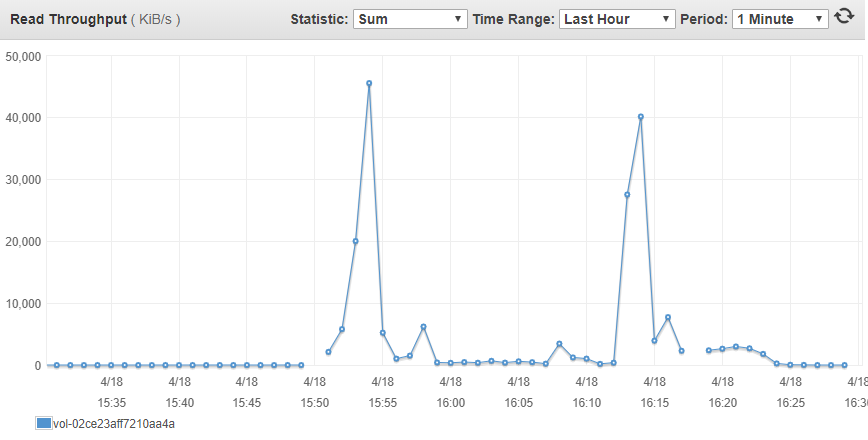 Read Throughput ( KiB/s ) Statistic: Sum Time Range: Last Hour Period: 1 Minute
50,000
40,000
30,000
20,000
10,000
0
4/18 4/18 4/18 4/18 4/18 4/18 4/18 4/18 4/18 4/18 4/18 4/18
15:35 15:40 15:45 15:50 15:55 16:00 16:05 16:10 16:15 16:20 16:25 16:3
vol-02ce23aff7210aa4a